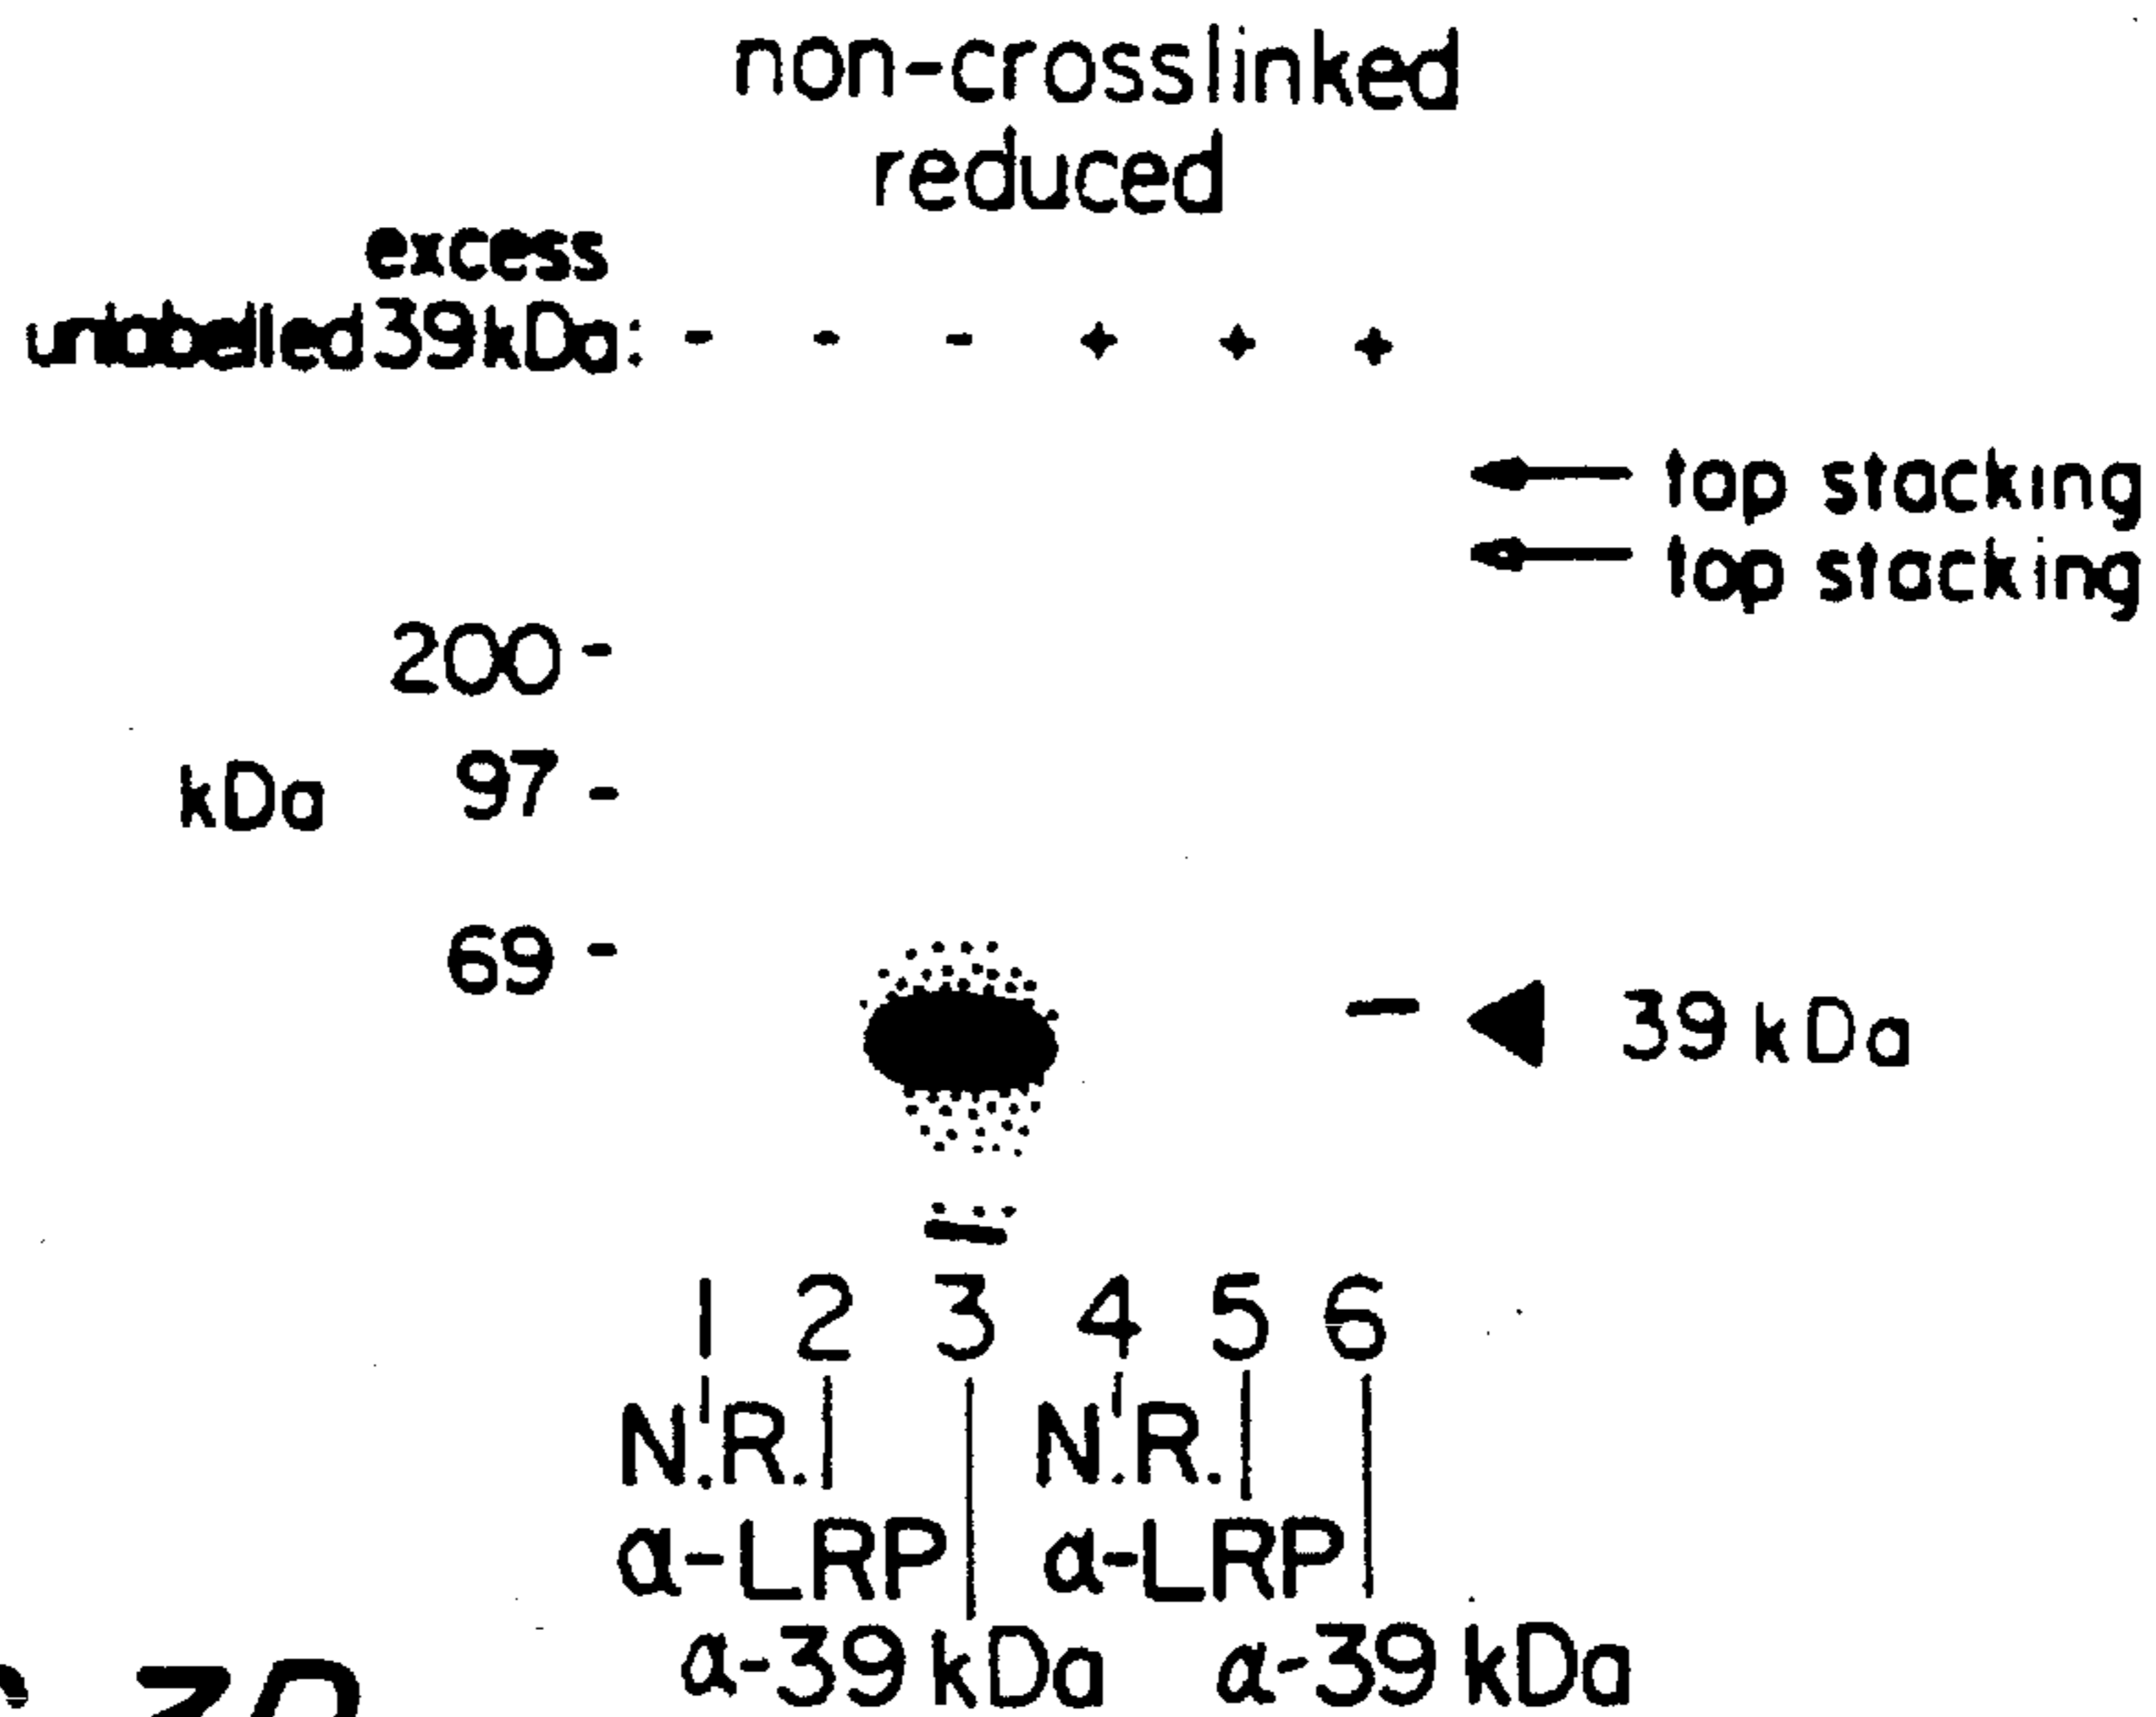 non-crosslinked
reduced
excess
unlabelled 39kDa: - - - + + +
top stacking
top stacking
200-
kDa 97-
69-
39 kDa
1 2 3 4 5 6
N.R. N.R.
α-LRP α-LRP
α-39 kDa α-39 kDa